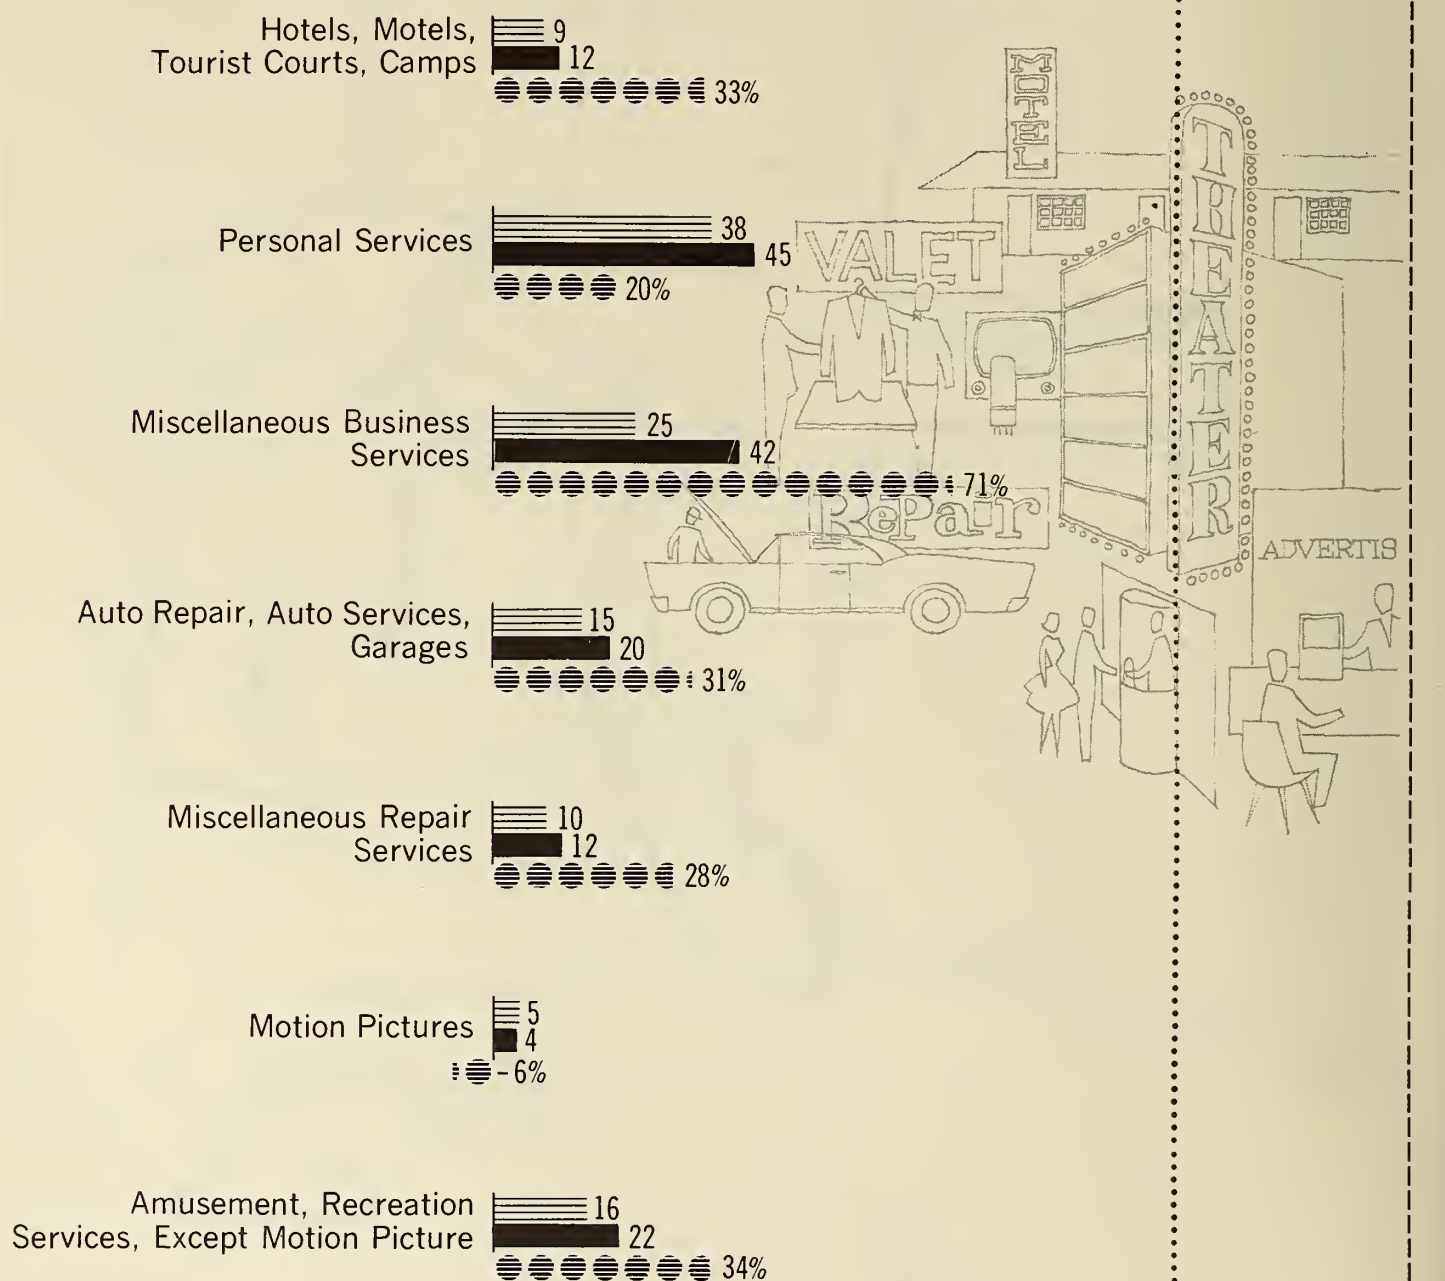 Hotels, Motels,
Tourist Courts, Camps
9
12
33%
Personal Services
38
45
20%
Miscellaneous Business
Services
25
42
71%
Auto Repair, Auto Services,
Garages
15
20
31%
Miscellaneous Repair
Services
10
12
28%
Motion Pictures
5
4
-6%
Amusement, Recreation
Services, Except Motion Picture
16
22
34%
MOTEL
THEATER
VALET
RePair
ADVERTIS